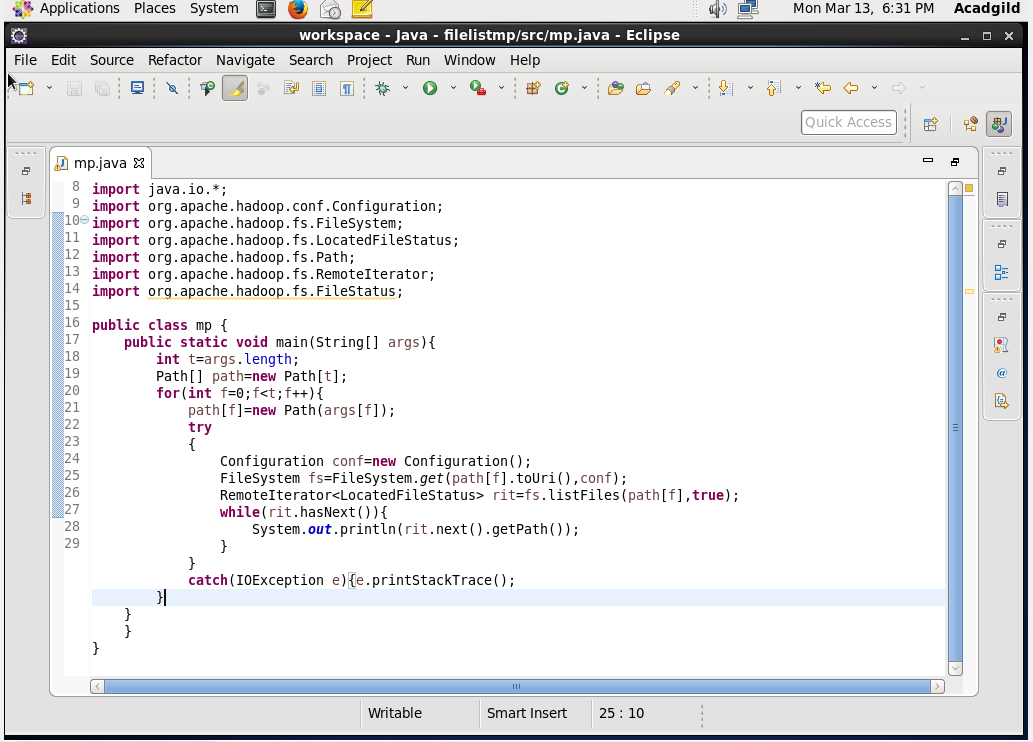 Applications Places System Mon Mar 13, 6:31 PM Acadgild
workspace - Java - filelistmp/src/mp.java - Eclipse
File Edit Source Refactor Navigate Search Project Run Window Help
Quick Access
mp.java
8 import java.io.*;
9 import org.apache.hadoop.conf.Configuration;
10 import org.apache.hadoop.fs.FileSystem;
11 import org.apache.hadoop.fs.LocatedFileStatus;
12 import org.apache.hadoop.fs.Path;
13 import org.apache.hadoop.fs.RemoteIterator;
14 import org.apache.hadoop.fs.FileStatus;
15
16 public class mp {
17     public static void main(String[] args){
18         int t=args.length;
19         Path[] path=new Path[t];
20         for(int f=0;f<t;f++){
21             path[f]=new Path(args[f]);
22             try
23             {
24                 Configuration conf=new Configuration();
25                 FileSystem fs=FileSystem.get(path[f].toUri(),conf);
26                 RemoteIterator<LocatedFileStatus> rit=fs.listFiles(path[f],true);
27                 while(rit.hasNext()){
28                     System.out.println(rit.next().getPath());
29                 }
            }
            catch(IOException e){e.printStackTrace();
        }
    }
    }
}
Writable Smart Insert 25 : 10